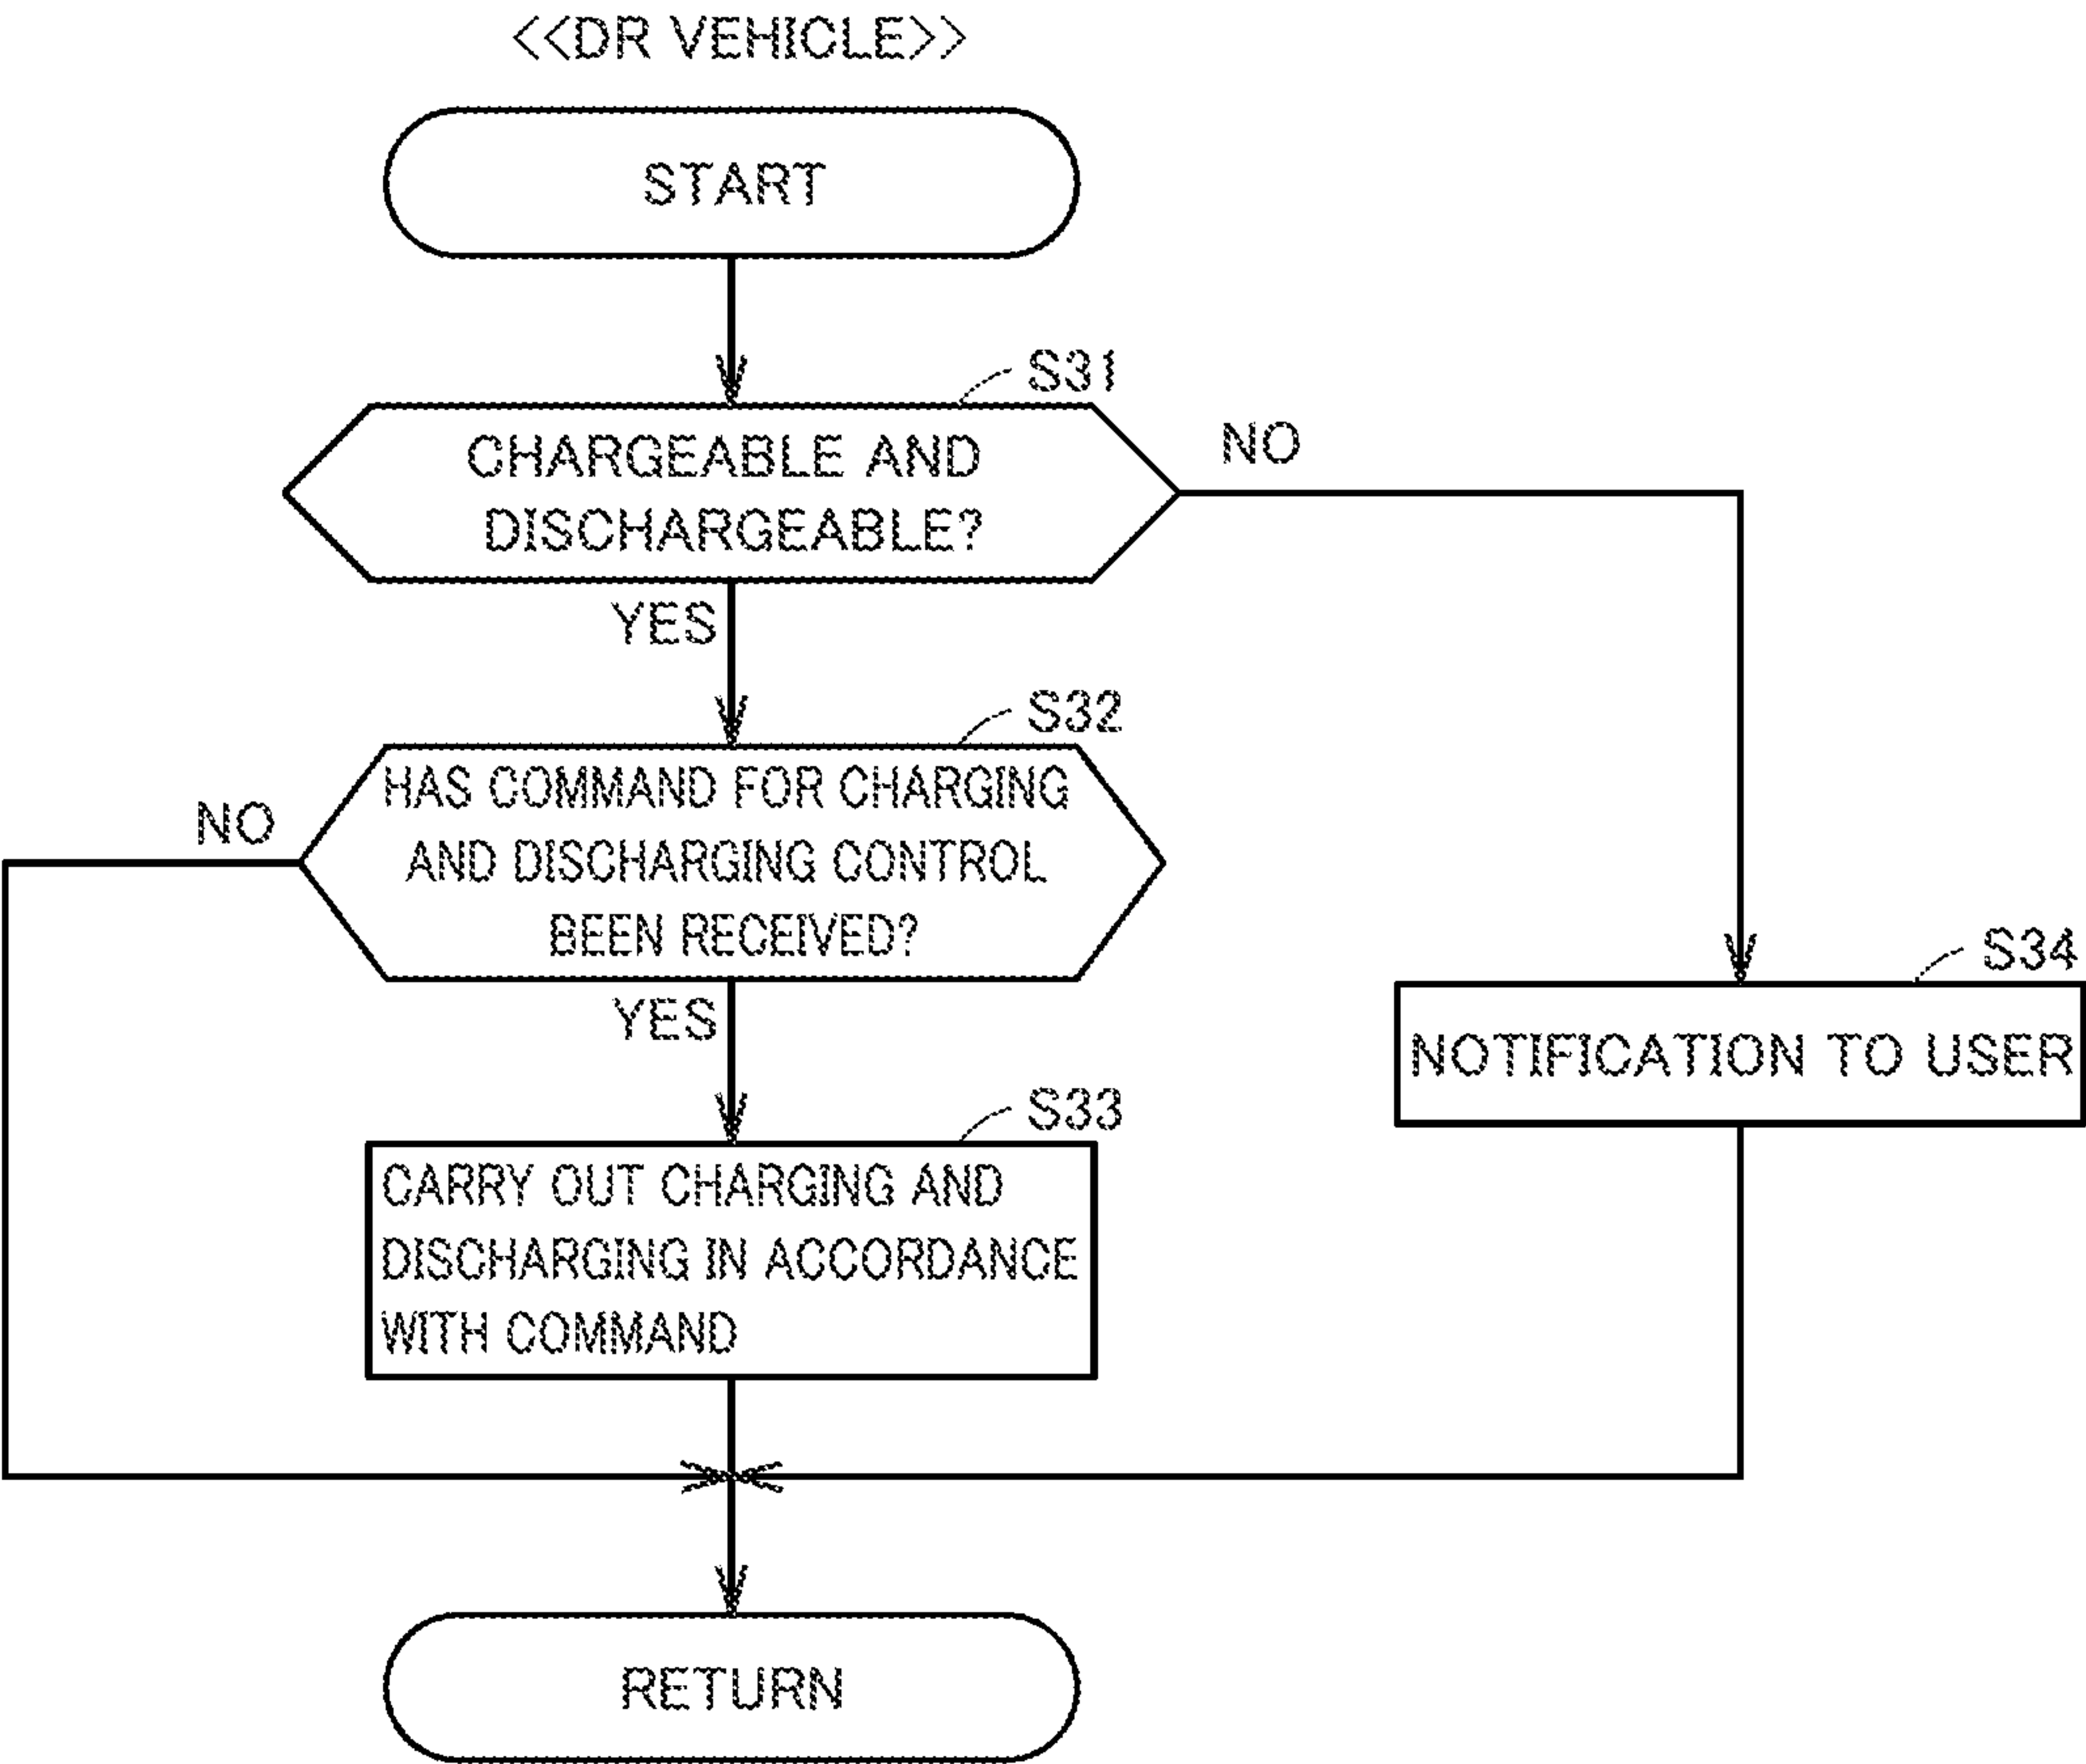 <<DR VEHICLE>>
START
S31
CHARGEABLE AND
DISCHARGEABLE?
NO
YES
S32
HAS COMMAND FOR CHARGING
AND DISCHARGING CONTROL
BEEN RECEIVED?
NO
YES
S34
NOTIFICATION TO USER
S33
CARRY OUT CHARGING AND
DISCHARGING IN ACCORDANCE
WITH COMMAND
RETURN